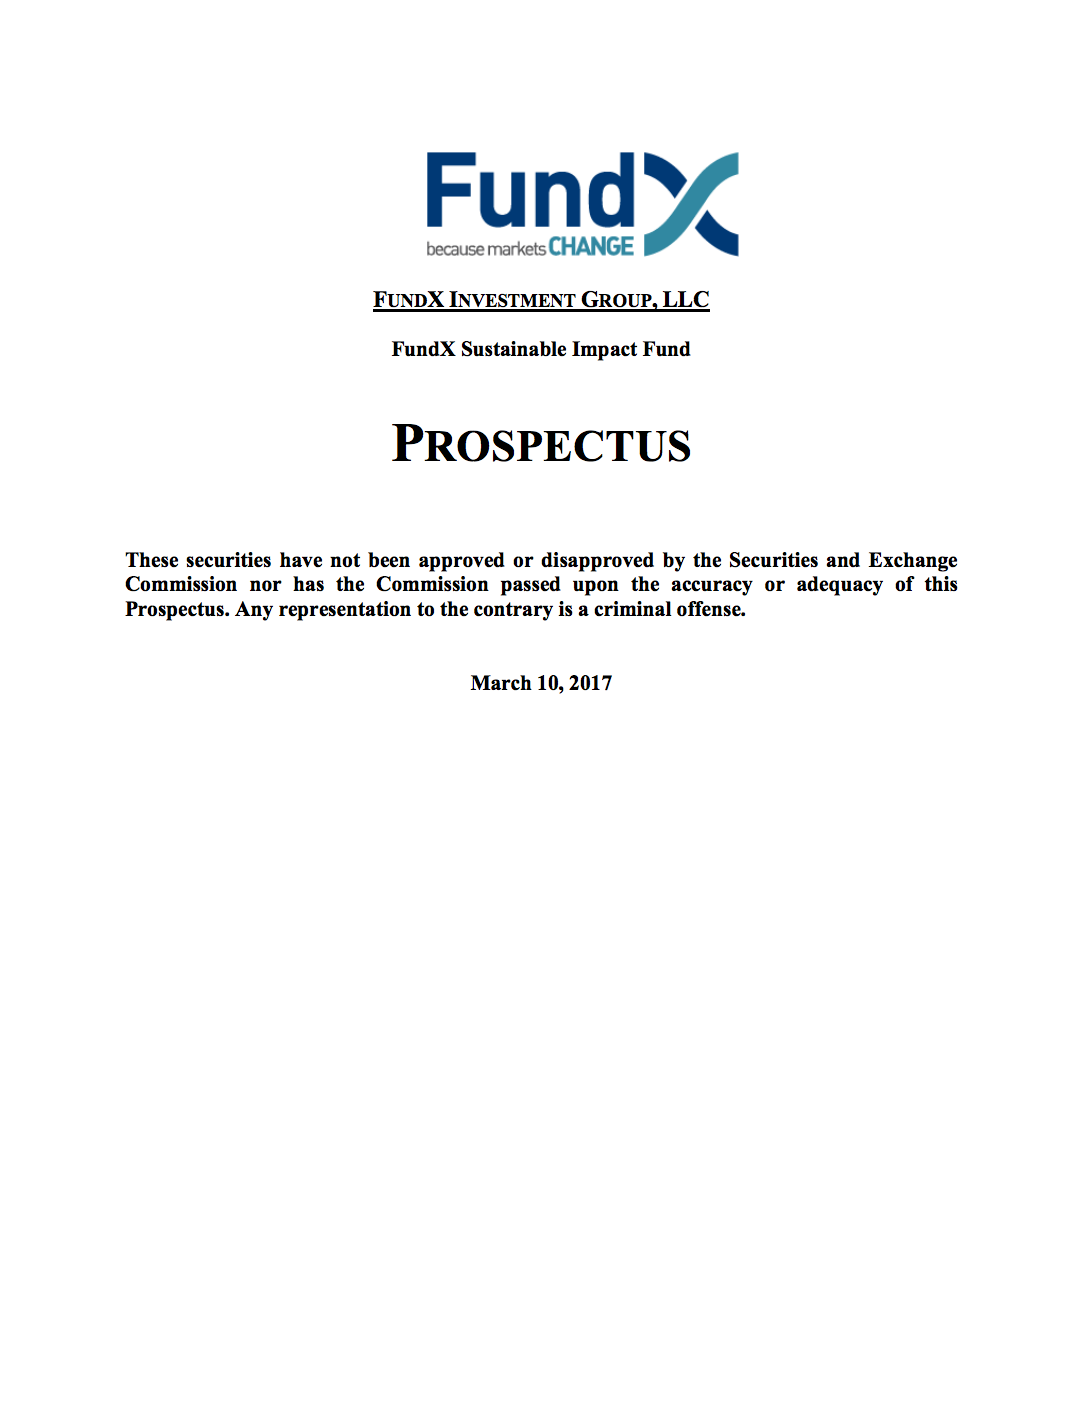 FundX
because markets CHANGE
FUNDX INVESTMENT GROUP, LLC
FundX Sustainable Impact Fund
PROSPECTUS
These securities have not been approved or disapproved by the Securities and Exchange
Commission nor has the Commission passed upon the accuracy or adequacy of this
Prospectus. Any representation to the contrary is a criminal offense.
March 10, 2017